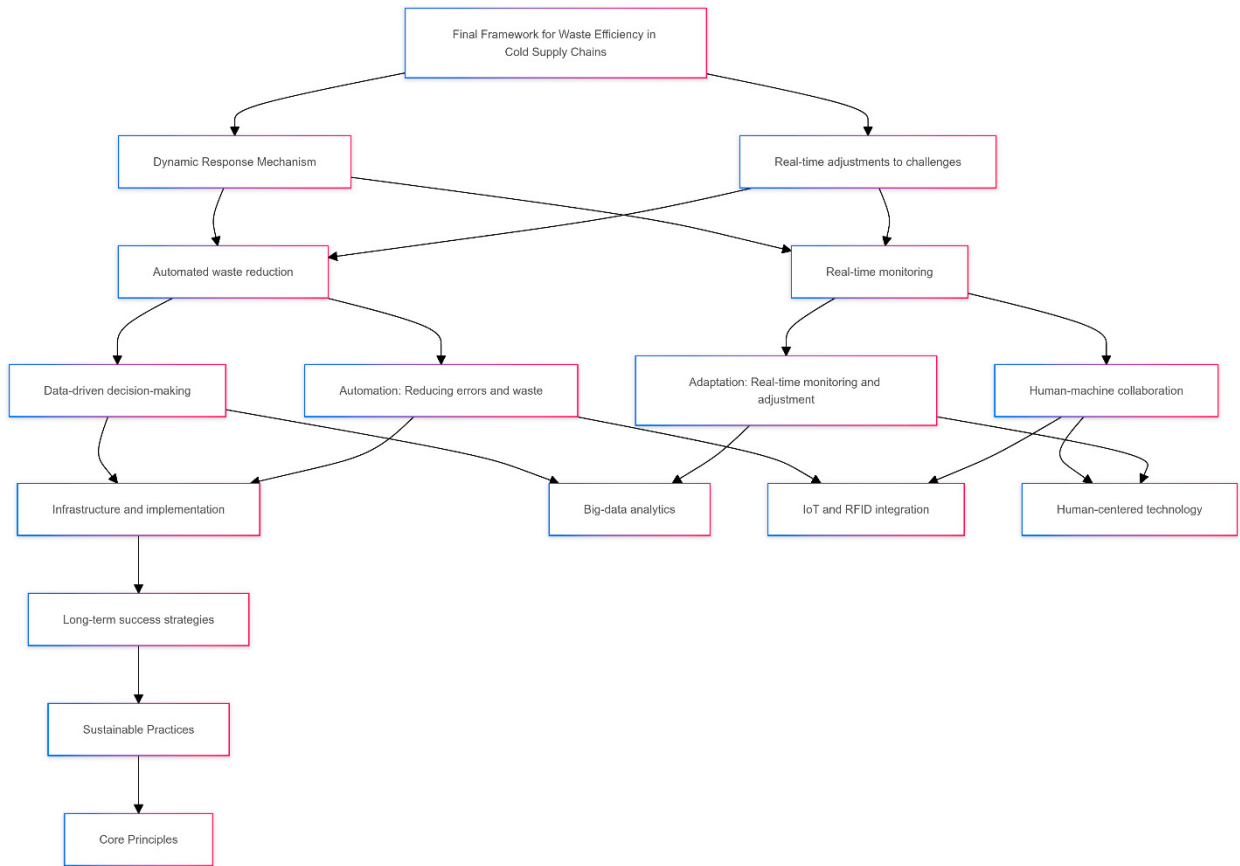 Final Framework for Waste Efficiency in
Cold Supply Chains
Dynamic Response Mechanism
Real-time adjustments to challenges
Automated waste reduction
Real-time monitoring
Data-driven decision-making
Automation: Reducing errors and waste
Adaptation: Real-time monitoring and
adjustment
Human-machine collaboration
Infrastructure and implementation
Big-data analytics
IoT and RFID integration
Human-centered technology
Long-term success strategies
Sustainable Practices
Core Principles